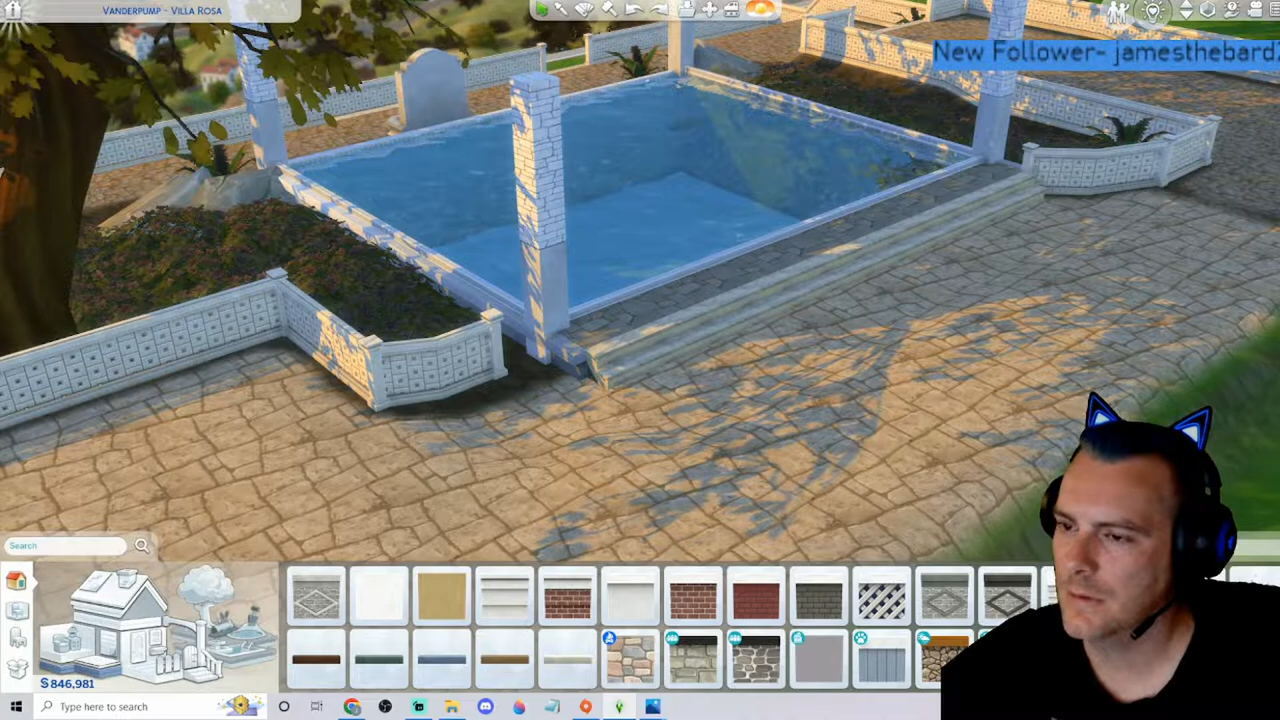 Vanderpump - Villa Rosa
New Follower- jamesthebard
Search
$846,981
Type here to search